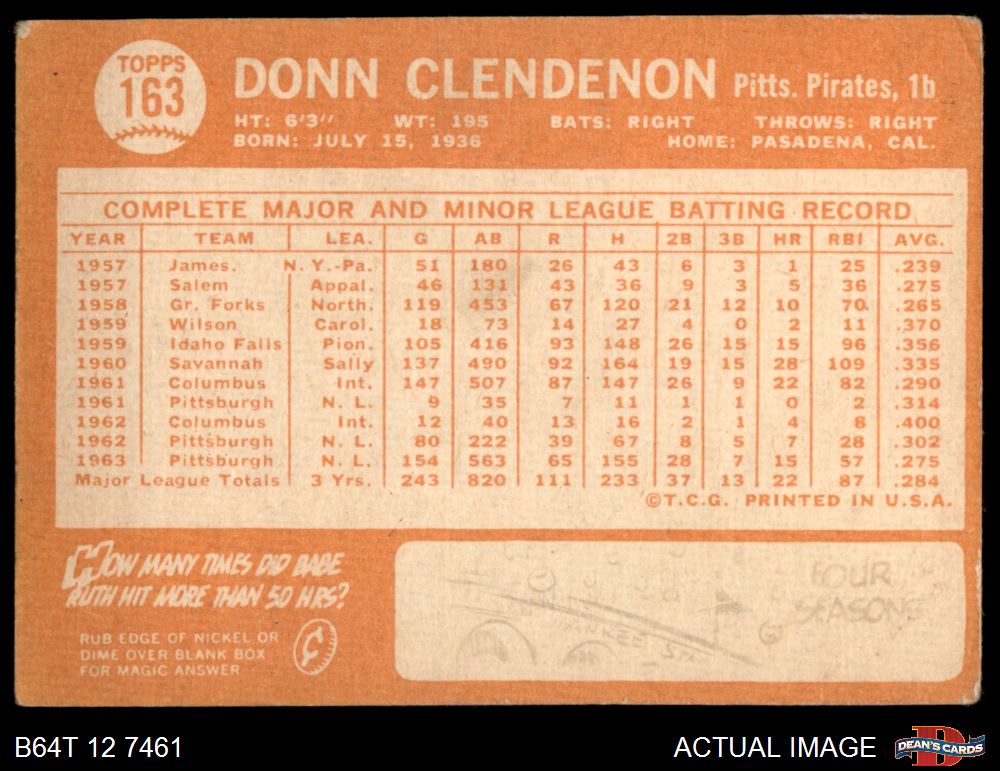 TOPPS
163
DONN CLENDENON Pitts. Pirates, 1b
HT: 6'3" WT: 195 BATS: RIGHT THROWS: RIGHT
BORN: JULY 15, 1936 HOME: PASADENA, CAL.
COMPLETE MAJOR AND MINOR LEAGUE BATTING RECORD
YEAR TEAM LEA. G AB R H 2B 3B HR RBI AVG.
1957 James. N. Y.-Pa. 51 180 26 43 6 3 1 25 .239
1957 Salem Appal. 46 131 43 36 9 3 5 36 .275
1958 Gr. Forks North. 119 453 67 120 21 12 10 70 .265
1959 Wilson Carol. 18 73 14 27 4 0 2 11 .370
1959 Idaho Falls Pion. 105 416 93 148 26 15 15 96 .356
1960 Savannah Sally 137 490 92 164 19 15 28 109 .335
1961 Columbus Int. 147 507 87 147 26 9 22 82 .290
1961 Pittsburgh N. L. 9 35 7 11 1 1 0 2 .314
1962 Columbus Int. 12 40 13 16 2 1 4 8 .400
1962 Pittsburgh N. L. 80 222 39 67 8 5 7 28 .302
1963 Pittsburgh N. L. 154 563 65 155 28 7 15 57 .275
Major League Totals 3 Yrs. 243 820 111 233 37 13 22 87 .284
©T.C.G. PRINTED IN U.S.A.
HOW MANY TIMES DID BABE
RUTH HIT MORE THAN 50 HRS?
RUB EDGE OF NICKEL OR
DIME OVER BLANK BOX
FOR MAGIC ANSWER
FOUR
SEASONS
B64T 12 7461
ACTUAL IMAGE
DEAN'S CARDS